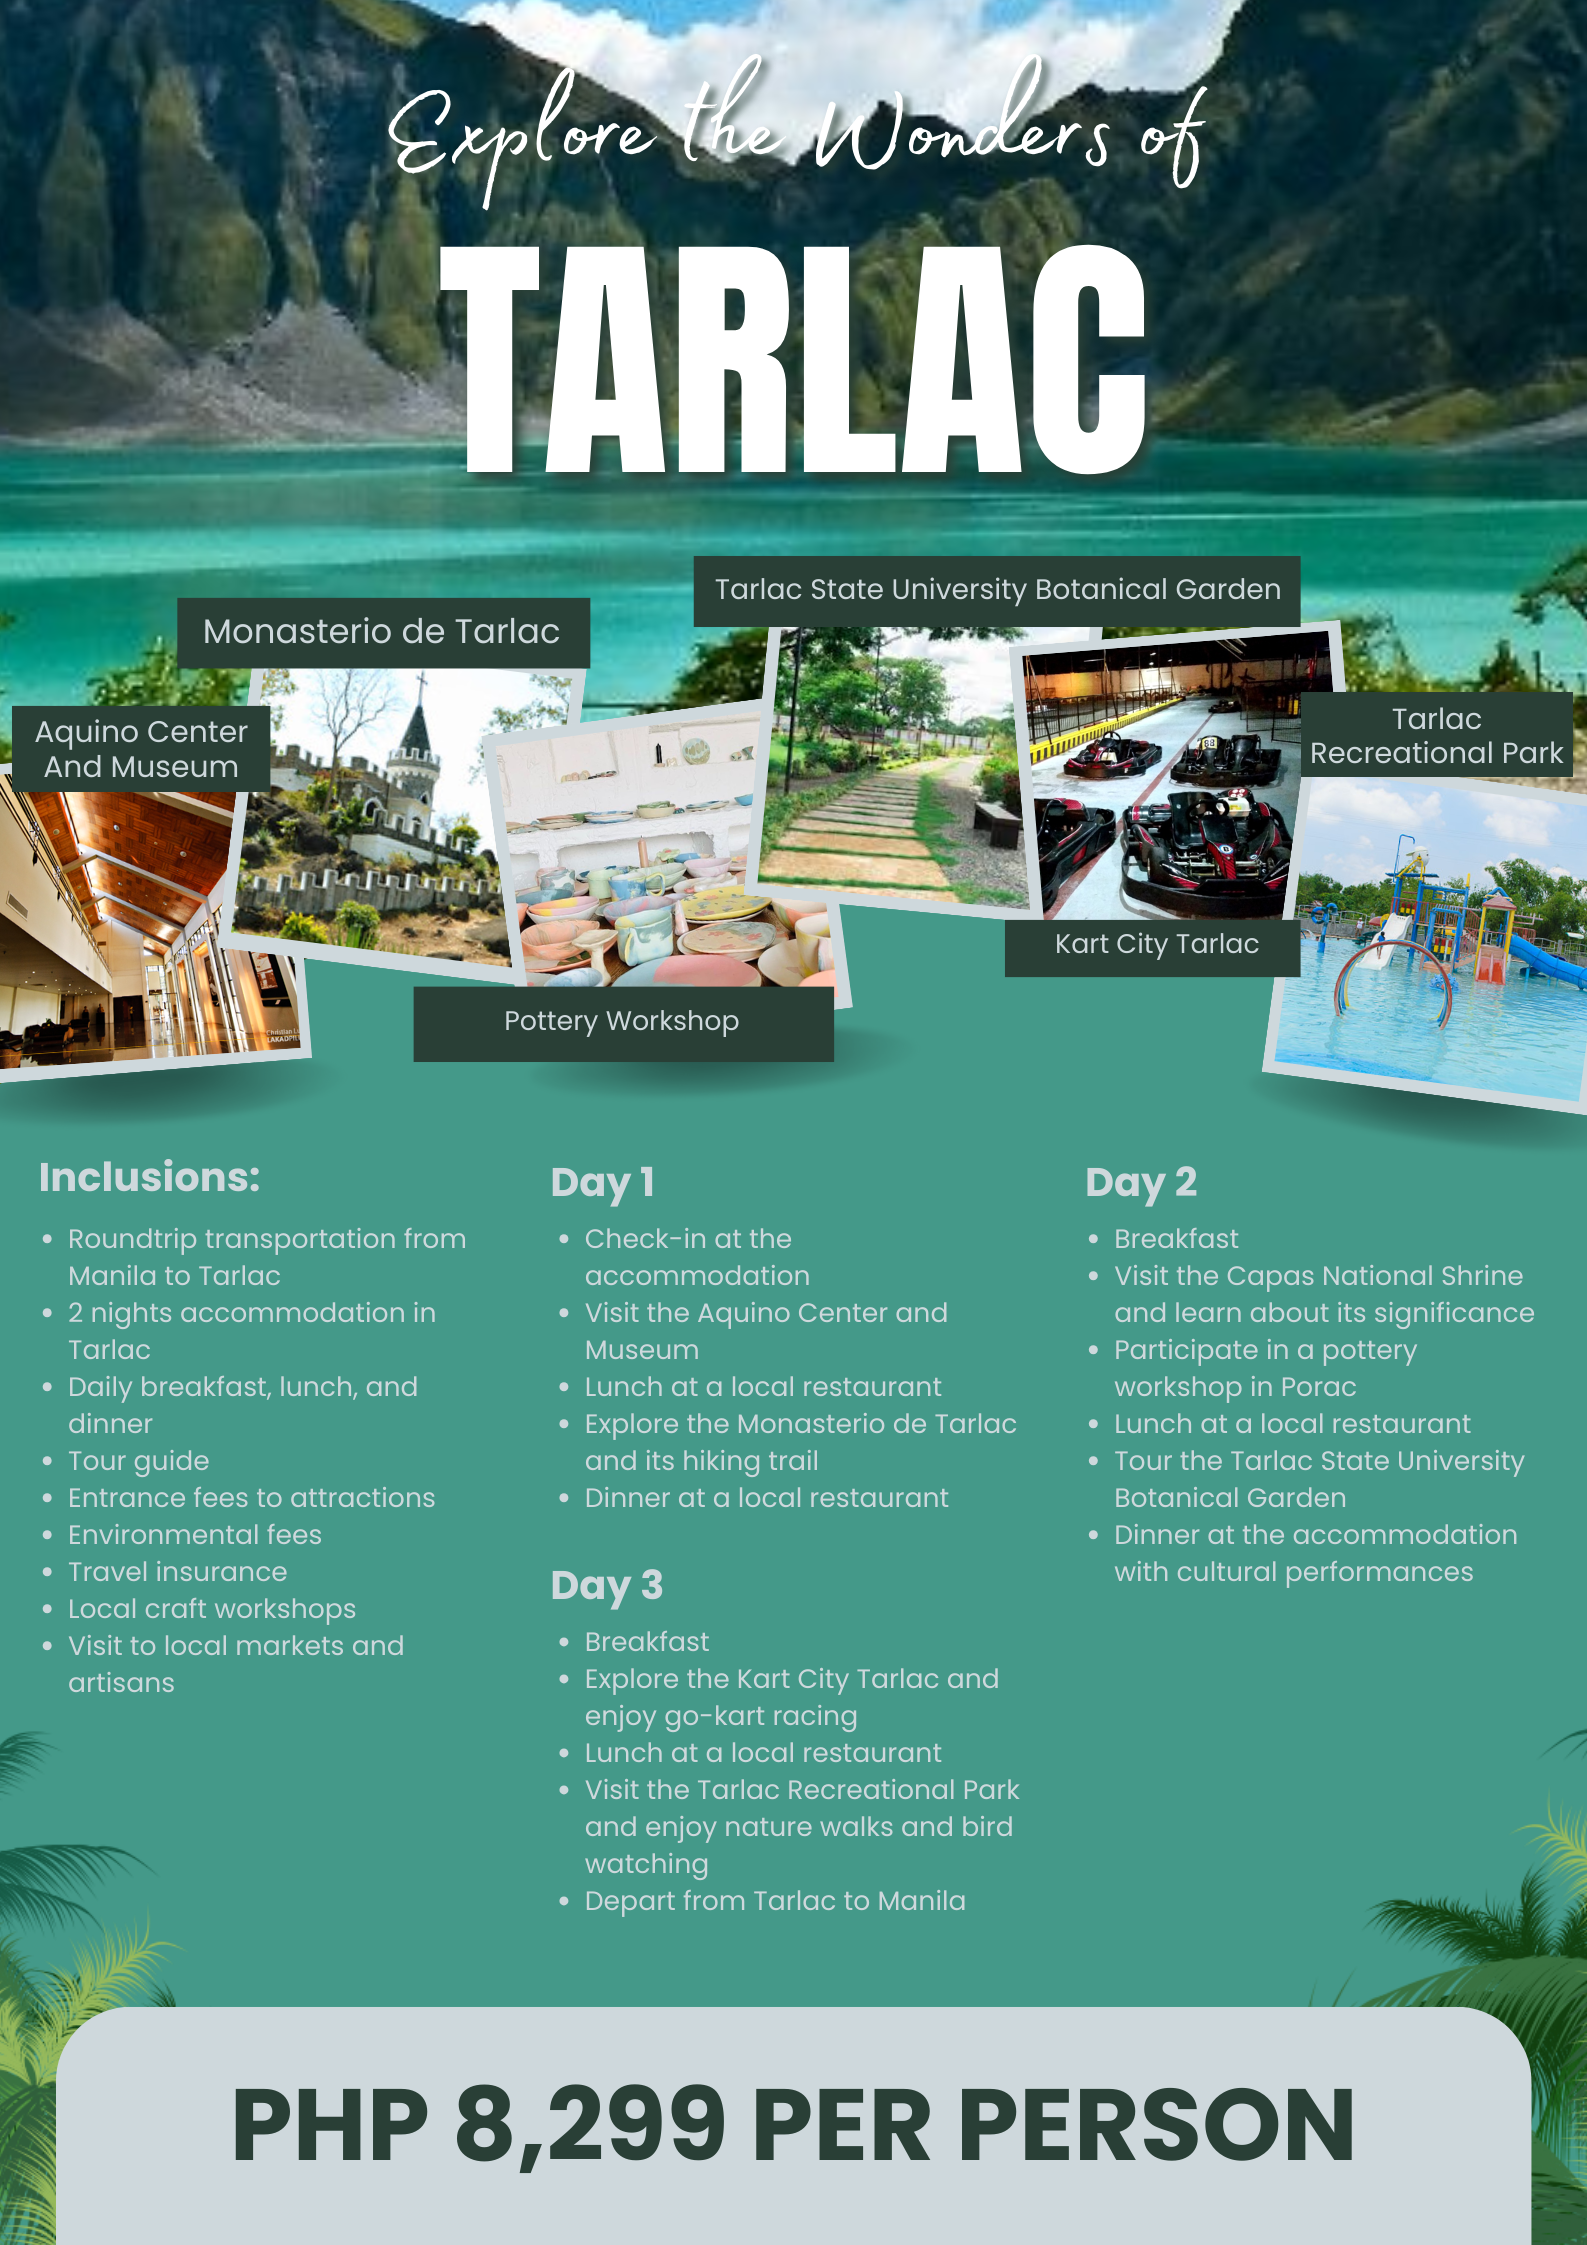 Explore the Wonders of
TARLAC
Tarlac State University Botanical Garden
Monasterio de Tarlac
Aquino Center
And Museum
Tarlac
Recreational Park
88
Kart City Tarlac
Pottery Workshop
Inclusions:
• Roundtrip transportation from
Manila to Tarlac
• 2 nights accommodation in
Tarlac
• Daily breakfast, lunch, and
dinner
• Tour guide
• Entrance fees to attractions
• Environmental fees
• Travel insurance
• Local craft workshops
• Visit to local markets and
artisans
Day 1
• Check-in at the
accommodation
• Visit the Aquino Center and
Museum
• Lunch at a local restaurant
• Explore the Monasterio de Tarlac
and its hiking trail
• Dinner at a local restaurant
Day 2
• Breakfast
• Visit the Capas National Shrine
and learn about its significance
• Participate in a pottery
workshop in Porac
• Lunch at a local restaurant
• Tour the Tarlac State University
Botanical Garden
• Dinner at the accommodation
with cultural performances
Day 3
• Breakfast
• Explore the Kart City Tarlac and
enjoy go-kart racing
• Lunch at a local restaurant
• Visit the Tarlac Recreational Park
and enjoy nature walks and bird
watching
• Depart from Tarlac to Manila
PHP 8,299 PER PERSON